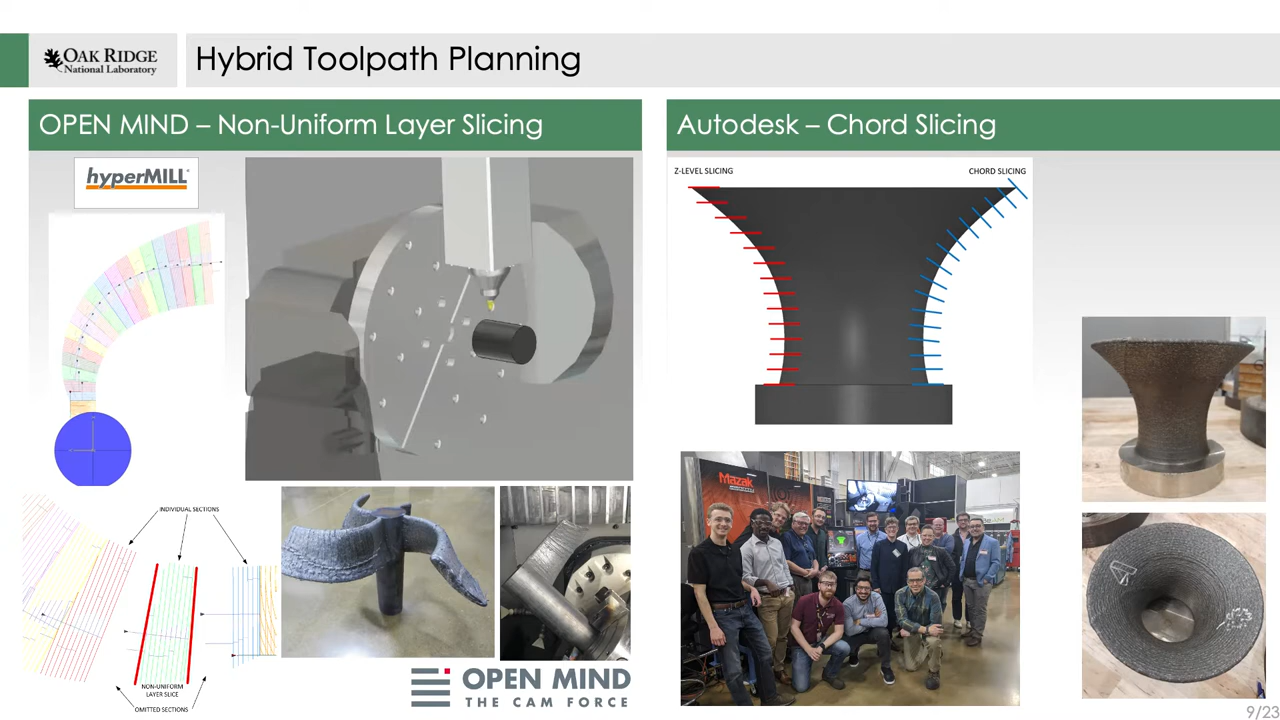 OAK RIDGE
National Laboratory
Hybrid Toolpath Planning
OPEN MIND – Non-Uniform Layer Slicing
hyperMILL®
INDIVIDUAL SECTIONS
NON-UNIFORM
LAYER SLICE
OMITTED SECTIONS
OPEN MIND
THE CAM FORCE
Autodesk – Chord Slicing
Z-LEVEL SLICING
CHORD SLICING
Mazak
9/23